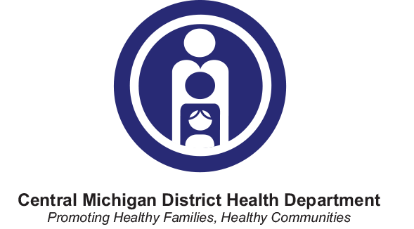 Central Michigan District Health Department
Promoting Healthy Families, Healthy Communities